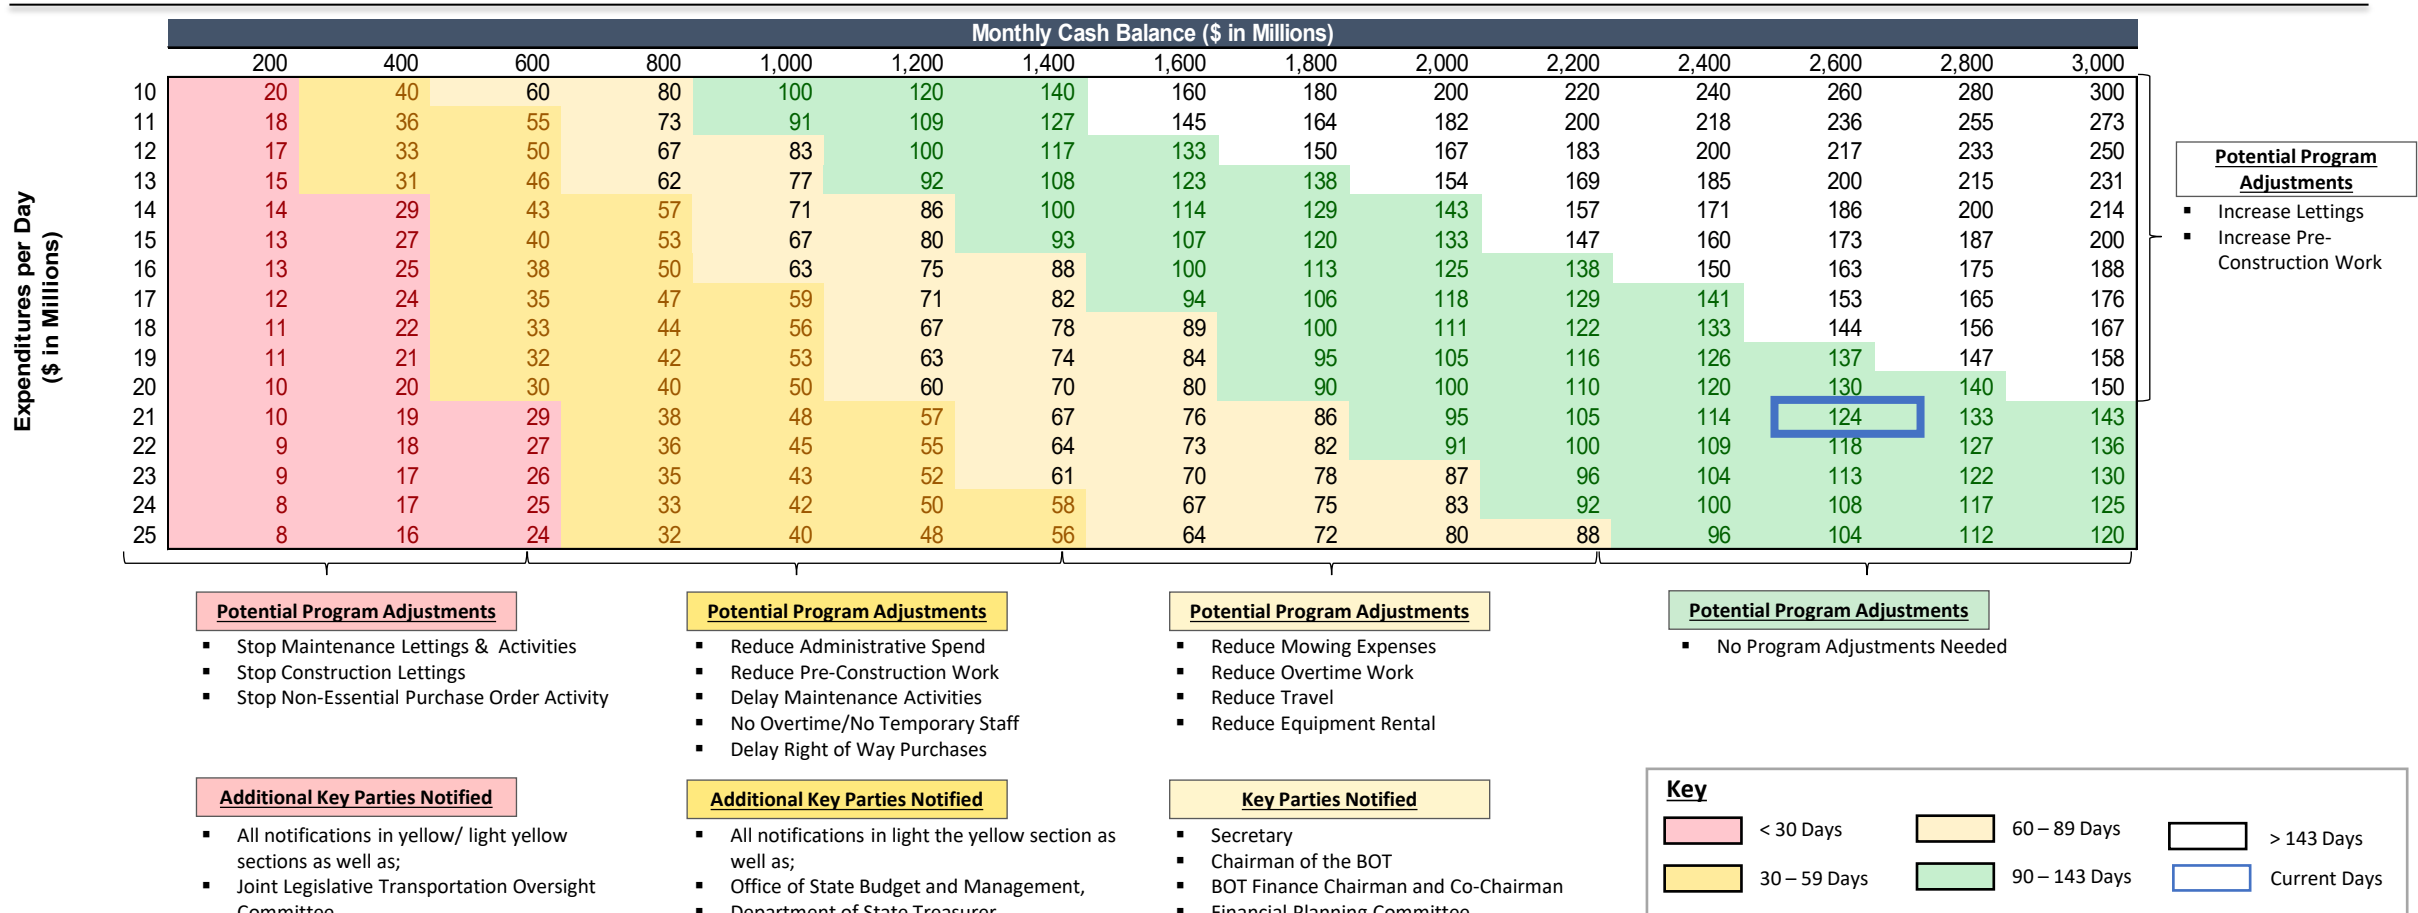 Monthly Cash Balance ($ in Millions)
200 400 600 800 1,000 1,200 1,400 1,600 1,800 2,000 2,200 2,400 2,600 2,800 3,000
Expenditures per Day
($ in Millions)
10 20 40 60 80 100 120 140 160 180 200 220 240 260 280 300
11 18 36 55 73 91 109 127 145 164 182 200 218 236 255 273
12 17 33 50 67 83 100 117 133 150 167 183 200 217 233 250
13 15 31 46 62 77 92 108 123 138 154 169 185 200 215 231
14 14 29 43 57 71 86 100 114 129 143 157 171 186 200 214
15 13 27 40 53 67 80 93 107 120 133 147 160 173 187 200
16 13 25 38 50 63 75 88 100 113 125 138 150 163 175 188
17 12 24 35 47 59 71 82 94 106 118 129 141 153 165 176
18 11 22 33 44 56 67 78 89 100 111 122 133 144 156 167
19 11 21 32 42 53 63 74 84 95 105 116 126 137 147 158
20 10 20 30 40 50 60 70 80 90 100 110 120 130 140 150
21 10 19 29 38 48 57 67 76 86 95 105 114 124 133 143
22 9 18 27 36 45 55 64 73 82 91 100 109 118 127 136
23 9 17 26 35 43 52 61 70 78 87 96 104 113 122 130
24 8 17 25 33 42 50 58 67 75 83 92 100 108 117 125
25 8 16 24 32 40 48 56 64 72 80 88 96 104 112 120
Potential Program
Adjustments
▪ Increase Lettings
▪ Increase Pre-
Construction Work
Potential Program Adjustments
▪ Stop Maintenance Lettings & Activities
▪ Stop Construction Lettings
▪ Stop Non-Essential Purchase Order Activity
Potential Program Adjustments
▪ Reduce Administrative Spend
▪ Reduce Pre-Construction Work
▪ Delay Maintenance Activities
▪ No Overtime/No Temporary Staff
▪ Delay Right of Way Purchases
Potential Program Adjustments
▪ Reduce Mowing Expenses
▪ Reduce Overtime Work
▪ Reduce Travel
▪ Reduce Equipment Rental
Potential Program Adjustments
▪ No Program Adjustments Needed
Additional Key Parties Notified
▪ All notifications in yellow/ light yellow
sections as well as;
▪ Joint Legislative Transportation Oversight
Committee
Additional Key Parties Notified
▪ All notifications in light the yellow section as
well as;
▪ Office of State Budget and Management,
▪ Department of State Treasurer
Key Parties Notified
▪ Secretary
▪ Chairman of the BOT
▪ BOT Finance Chairman and Co-Chairman
▪ Financial Planning Committee
Key
< 30 Days
60 – 89 Days
> 143 Days
30 – 59 Days
90 – 143 Days
Current Days